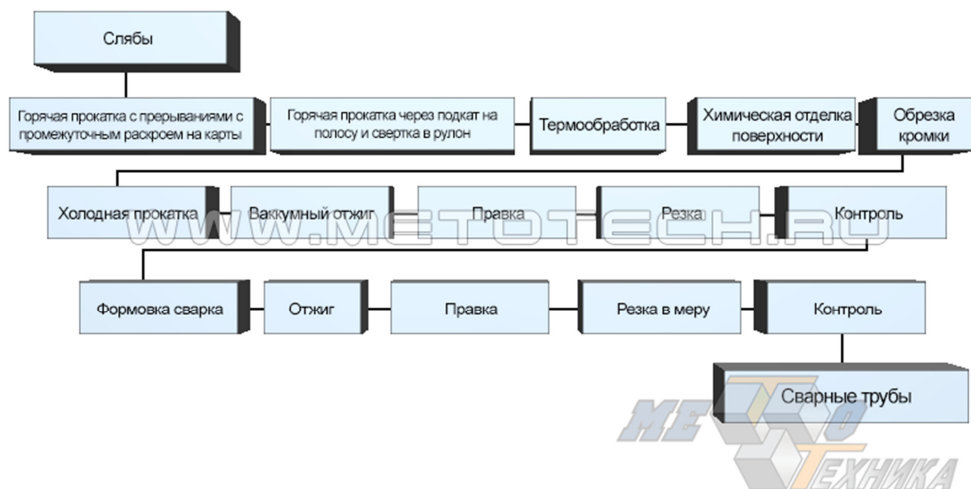 Слябы
Горячая прокатка с прерываниями с
промежуточным раскроем на карты
Горячая прокатка через подкат на
полосу и свертка в рулон
Термообработка
Химическая отделка
поверхности
Обрезка
кромки
Холодная прокатка
Ваккумный отжиг
Правка
Резка
Контроль
WWW.METOTECH.RU
Формовка сварка
Отжиг
Правка
Резка в меру
Контроль
Сварные трубы
МЕТО
ТЕХНИКА